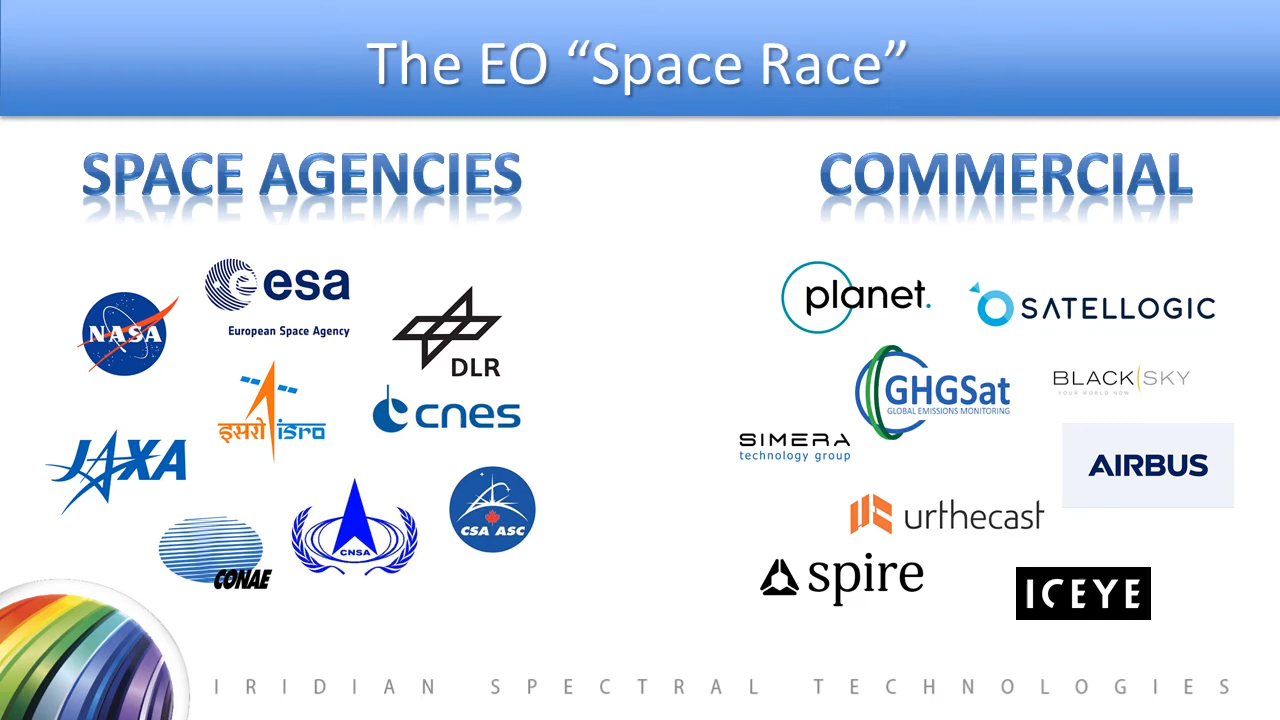 The EO “Space Race”
SPACE AGENCIES
COMMERCIAL
NASA
esa
European Space Agency
DLR
इसरो isro
cnes
JAXA
CNSA
CSA ASC
CONAE
planet.
SATELLOGIC
GHGSat
GLOBAL EMISSIONS MONITORING
BLACK SKY
YOUR WORLD NOW
SIMERA
technology group
AIRBUS
urthecast
spire
ICEYE
IRIDIAN SPECTRAL TECHNOLOGIES